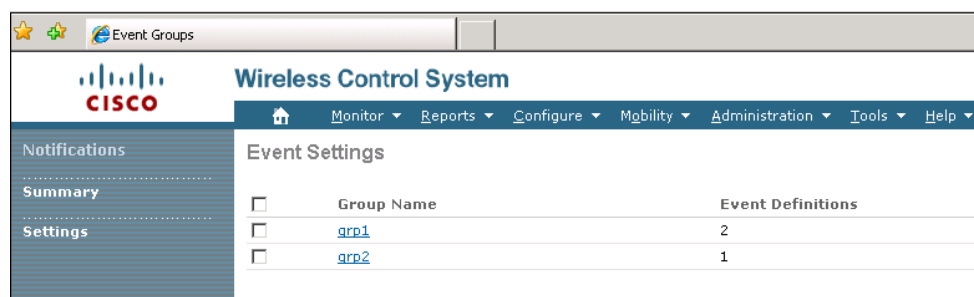 Event Groups
CISCO
Wireless Control System
Monitor Reports Configure Mobility Administration Tools Help
Notifications
Summary
Settings
Event Settings
Group Name Event Definitions
grp1 2
grp2 1